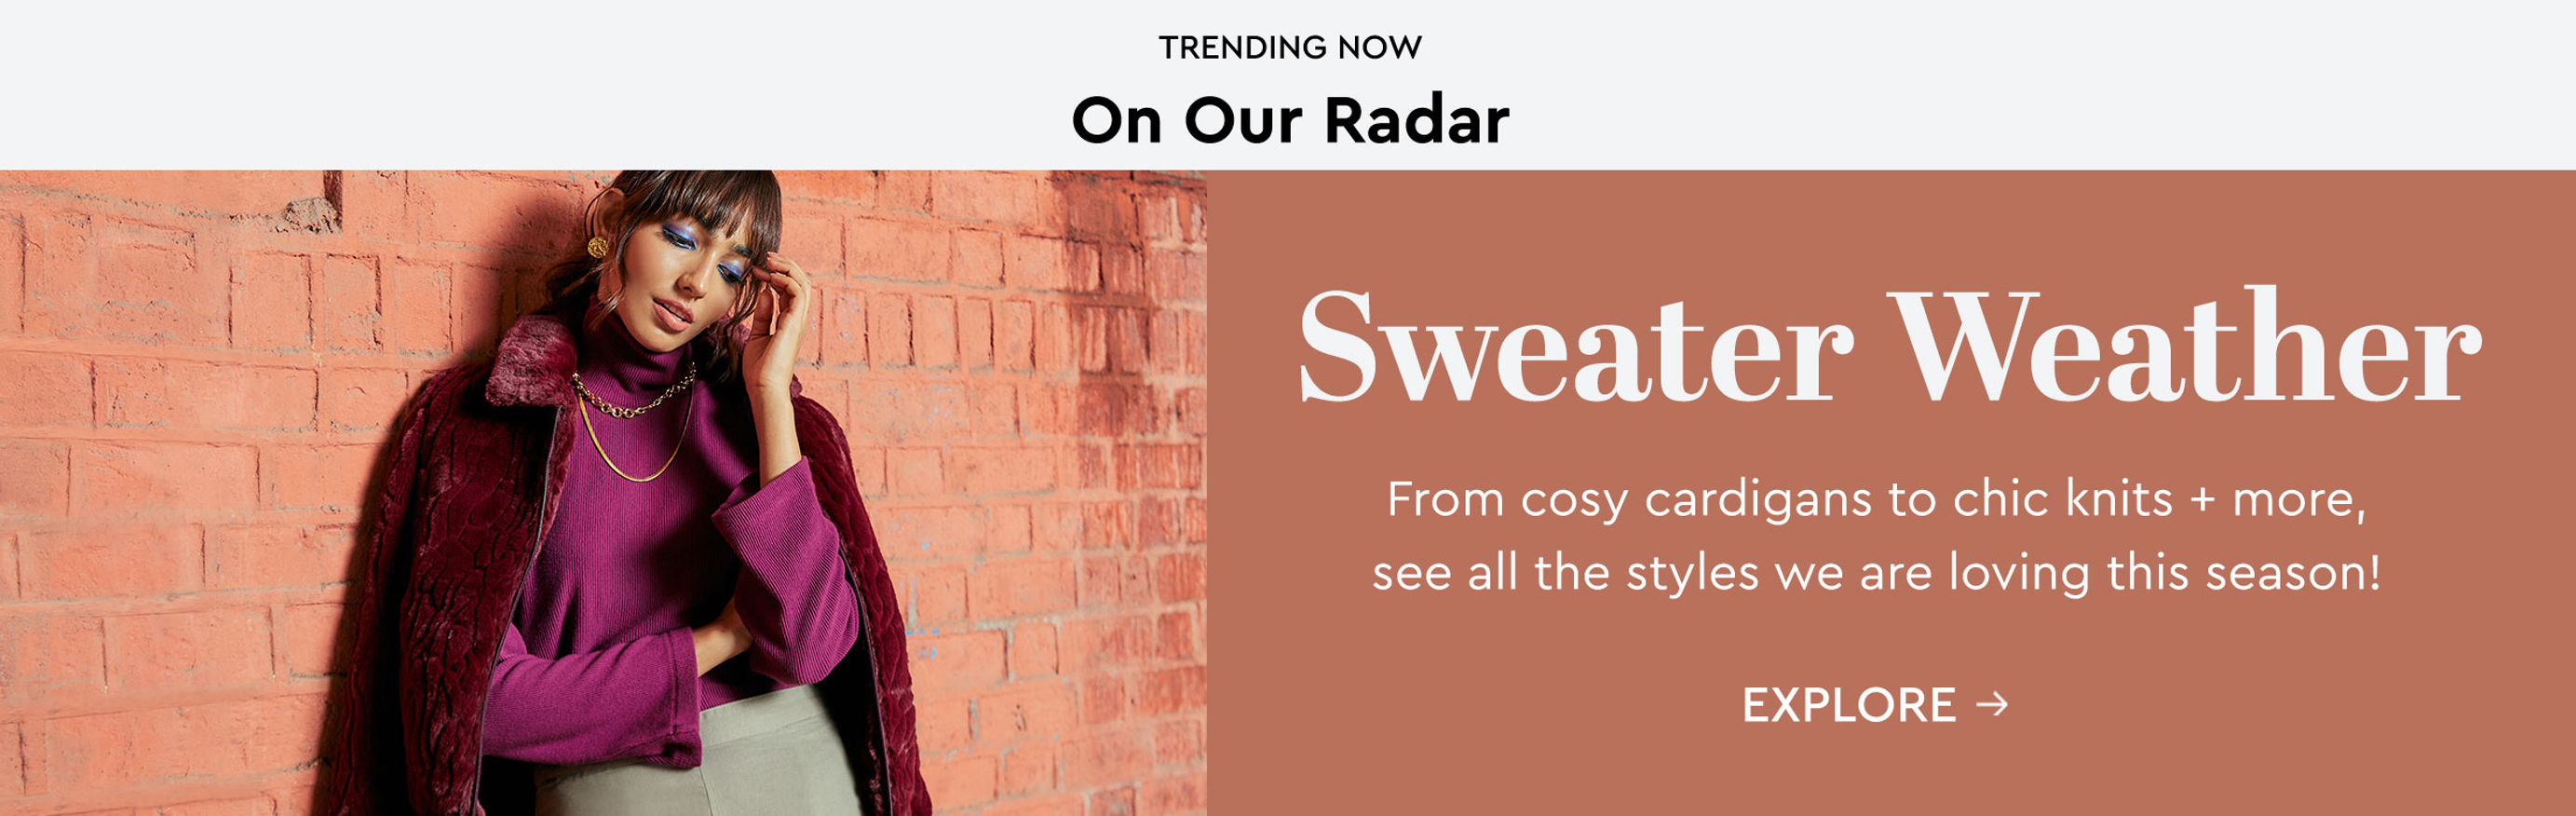 TRENDING NOW
On Our Radar
Sweater Weather
From cosy cardigans to chic knits + more,
see all the styles we are loving this season!
EXPLORE →